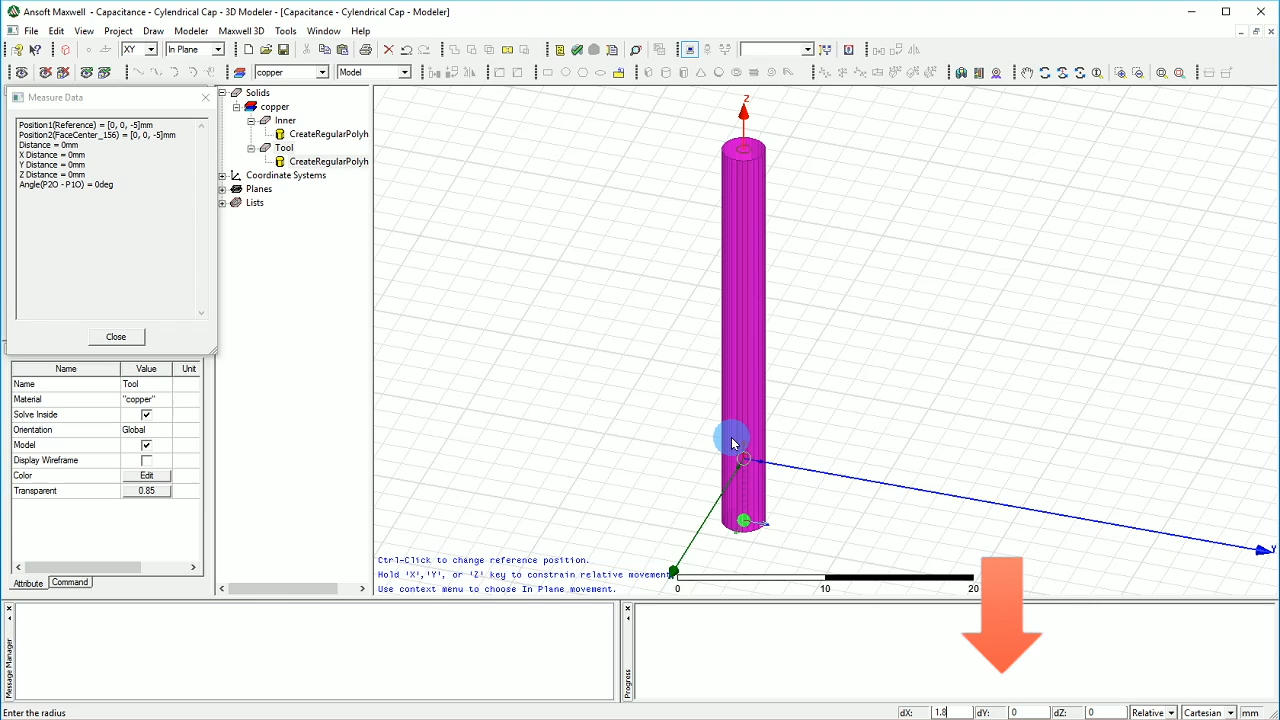 Ansoft Maxwell - Capacitance - Cylendrical Cap - 3D Modeler - [Capacitance - Cylendrical Cap - Modeler]
File Edit View Project Draw Modeler Maxwell 3D Tools Window Help
XY In Plane
copper Model
Measure Data
Position1(Reference) = [0, 0, -5]mm
Position2(FaceCenter_156) = [0, 0, -5]mm
Distance = 0mm
X Distance = 0mm
Y Distance = 0mm
Z Distance = 0mm
Angle(P2O - P1O) = 0deg
Close
Solids
copper
Inner
CreateRegularPolyh
Tool
CreateRegularPolyh
Coordinate Systems
Planes
Lists
Name Value Unit
Name Tool
Material "copper"
Solve Inside
Orientation Global
Model
Display Wireframe
Color Edit
Transparent 0.85
Attribute Command
Z
Y
Ctrl-Click to change reference position.
Hold 'X','Y', or 'Z' key to constrain relative movement
Use context menu to choose In Plane movement.
0 10 20
Message Manager
Progress
Enter the radius
dX: 1.8 dY: 0 dZ: 0 Relative Cartesian mm